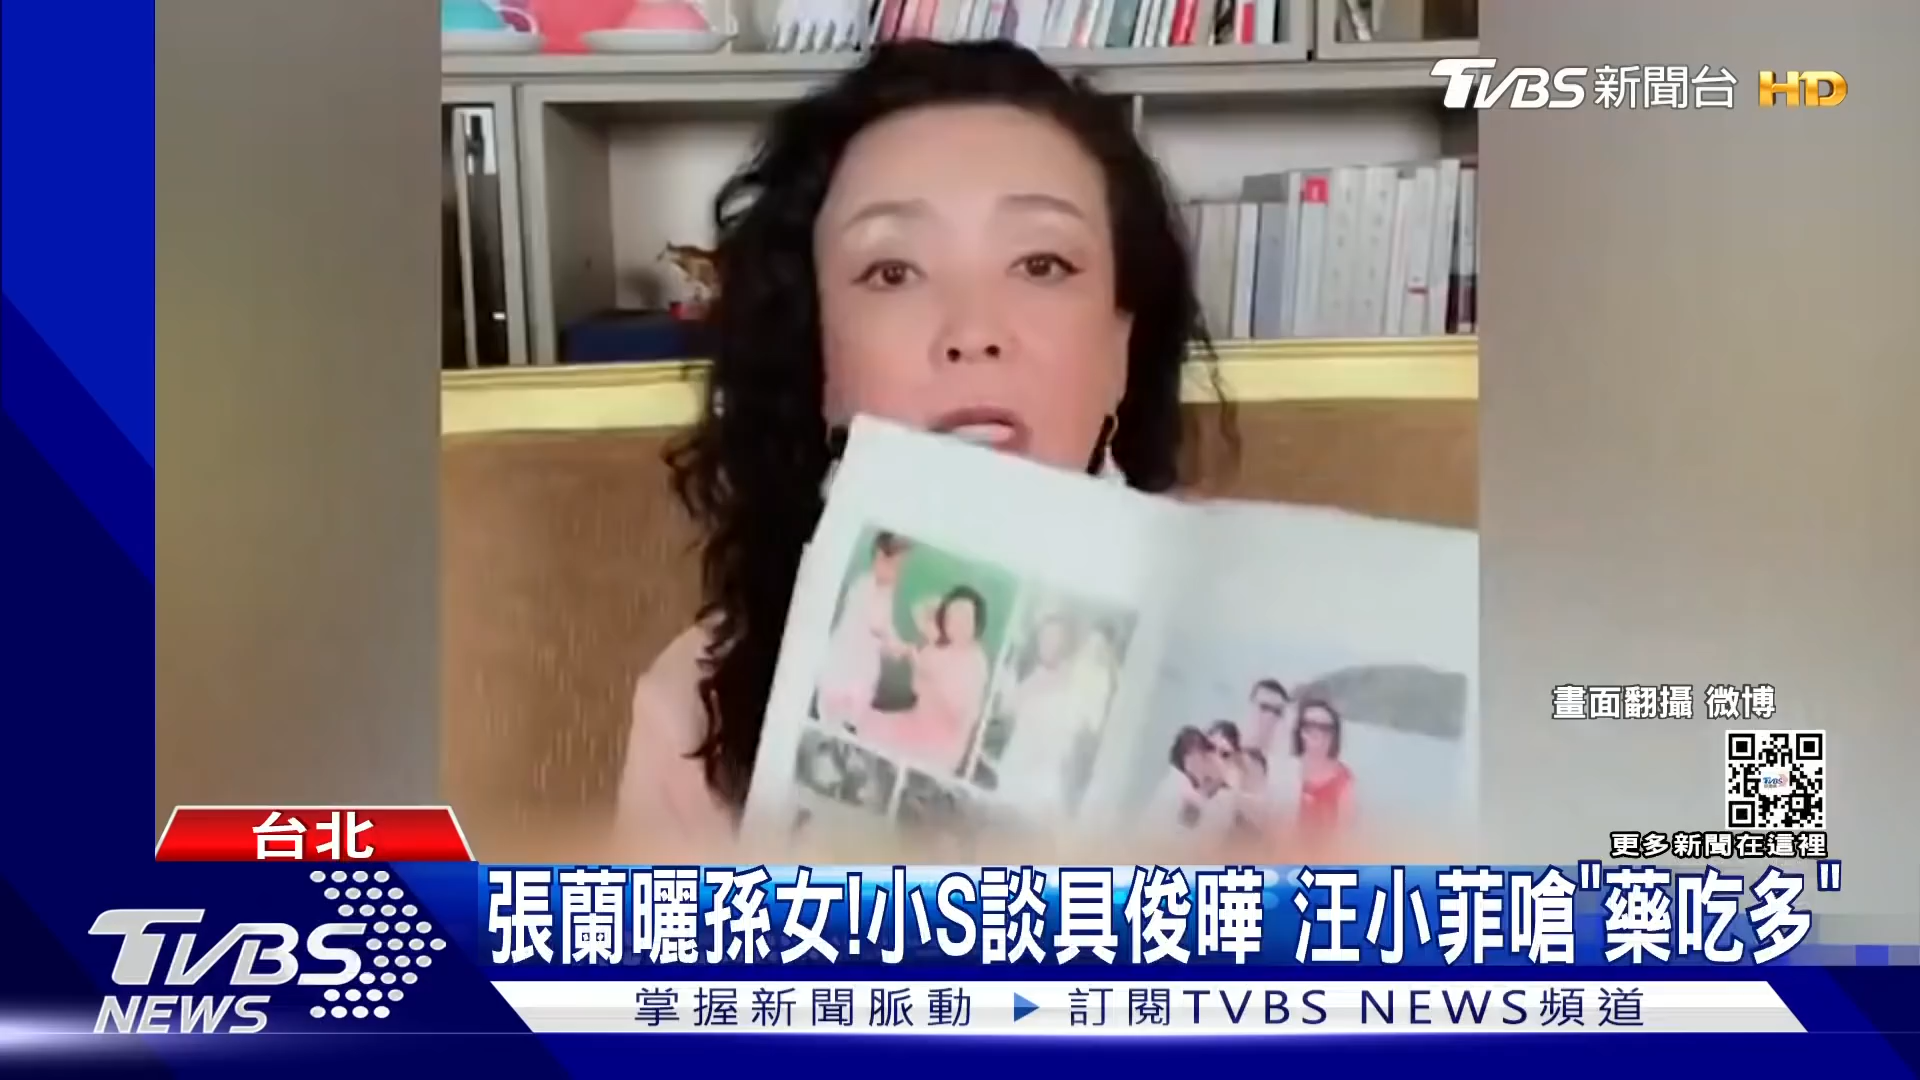 TVBS新聞台 HD
畫面翻攝 微博
TVBS
更多新聞在這裡
台北
張蘭曬孫女!小S談具俊曄 汪小菲嗆"藥吃多"
TVBS
NEWS
掌握新聞脈動 ▶ 訂閱TVBS NEWS頻道